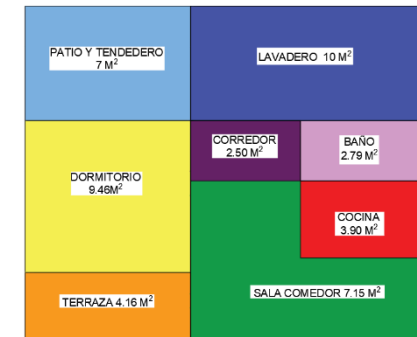 PATIO Y TENDEDERO
7 M²
LAVADERO 10 M²
CORREDOR
2.50 M²
BAÑO
2.79 M²
DORMITORIO
9.46M²
COCINA
3.90 M²
TERRAZA 4.16 M²
SALA COMEDOR 7.15 M²